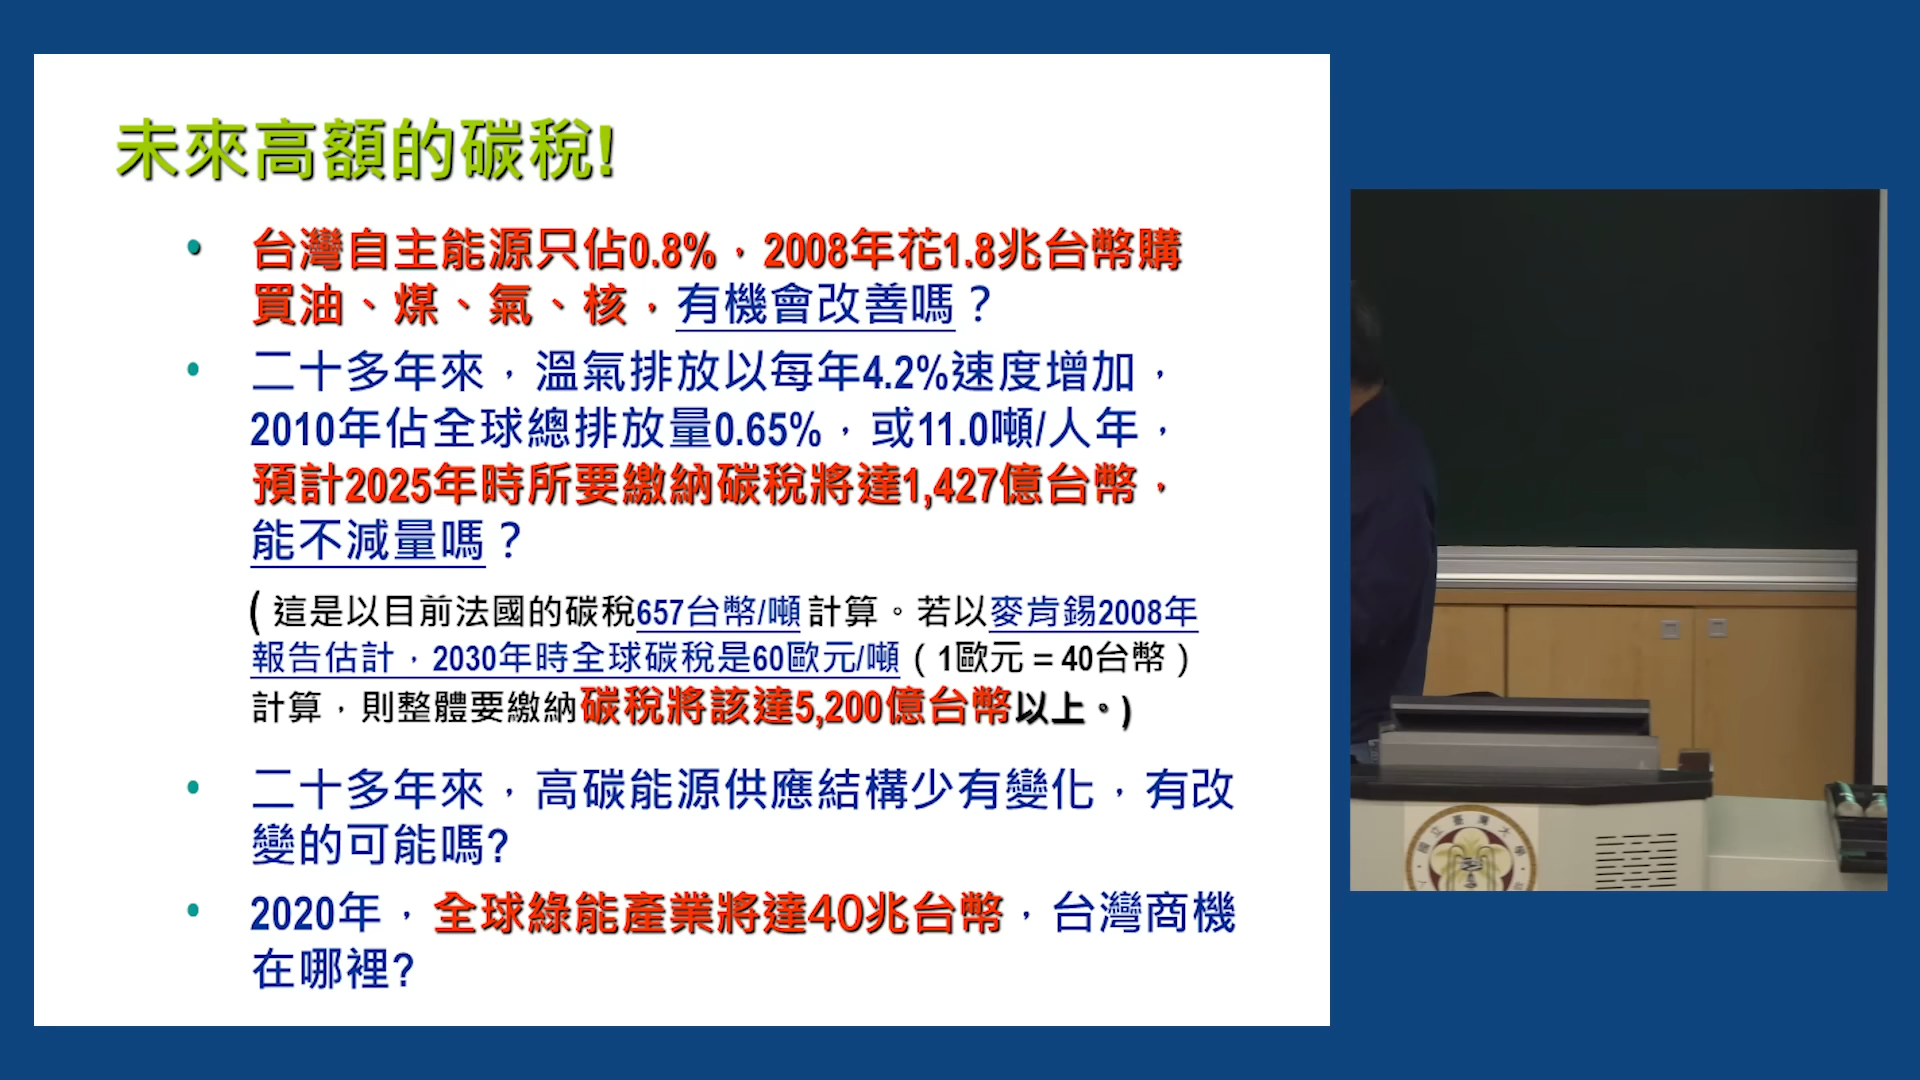 未來高額的碳稅!
• 台灣自主能源只佔0.8%，2008年花1.8兆台幣購
買油、煤、氣、核，有機會改善嗎？
• 二十多年來，溫氣排放以每年4.2%速度增加，
2010年佔全球總排放量0.65%，或11.0噸/人年，
預計2025年時所要繳納碳稅將達1,427億台幣，
能不減量嗎？
( 這是以目前法國的碳稅657台幣/噸 計算。若以麥肯錫2008年
報告估計，2030年時全球碳稅是60歐元/噸（1歐元＝40台幣）
計算，則整體要繳納碳稅將該達5,200億台幣以上。)
• 二十多年來，高碳能源供應結構少有變化，有改
變的可能嗎?
• 2020年，全球綠能產業將達40兆台幣，台灣商機
在哪裡?
國立臺灣大學